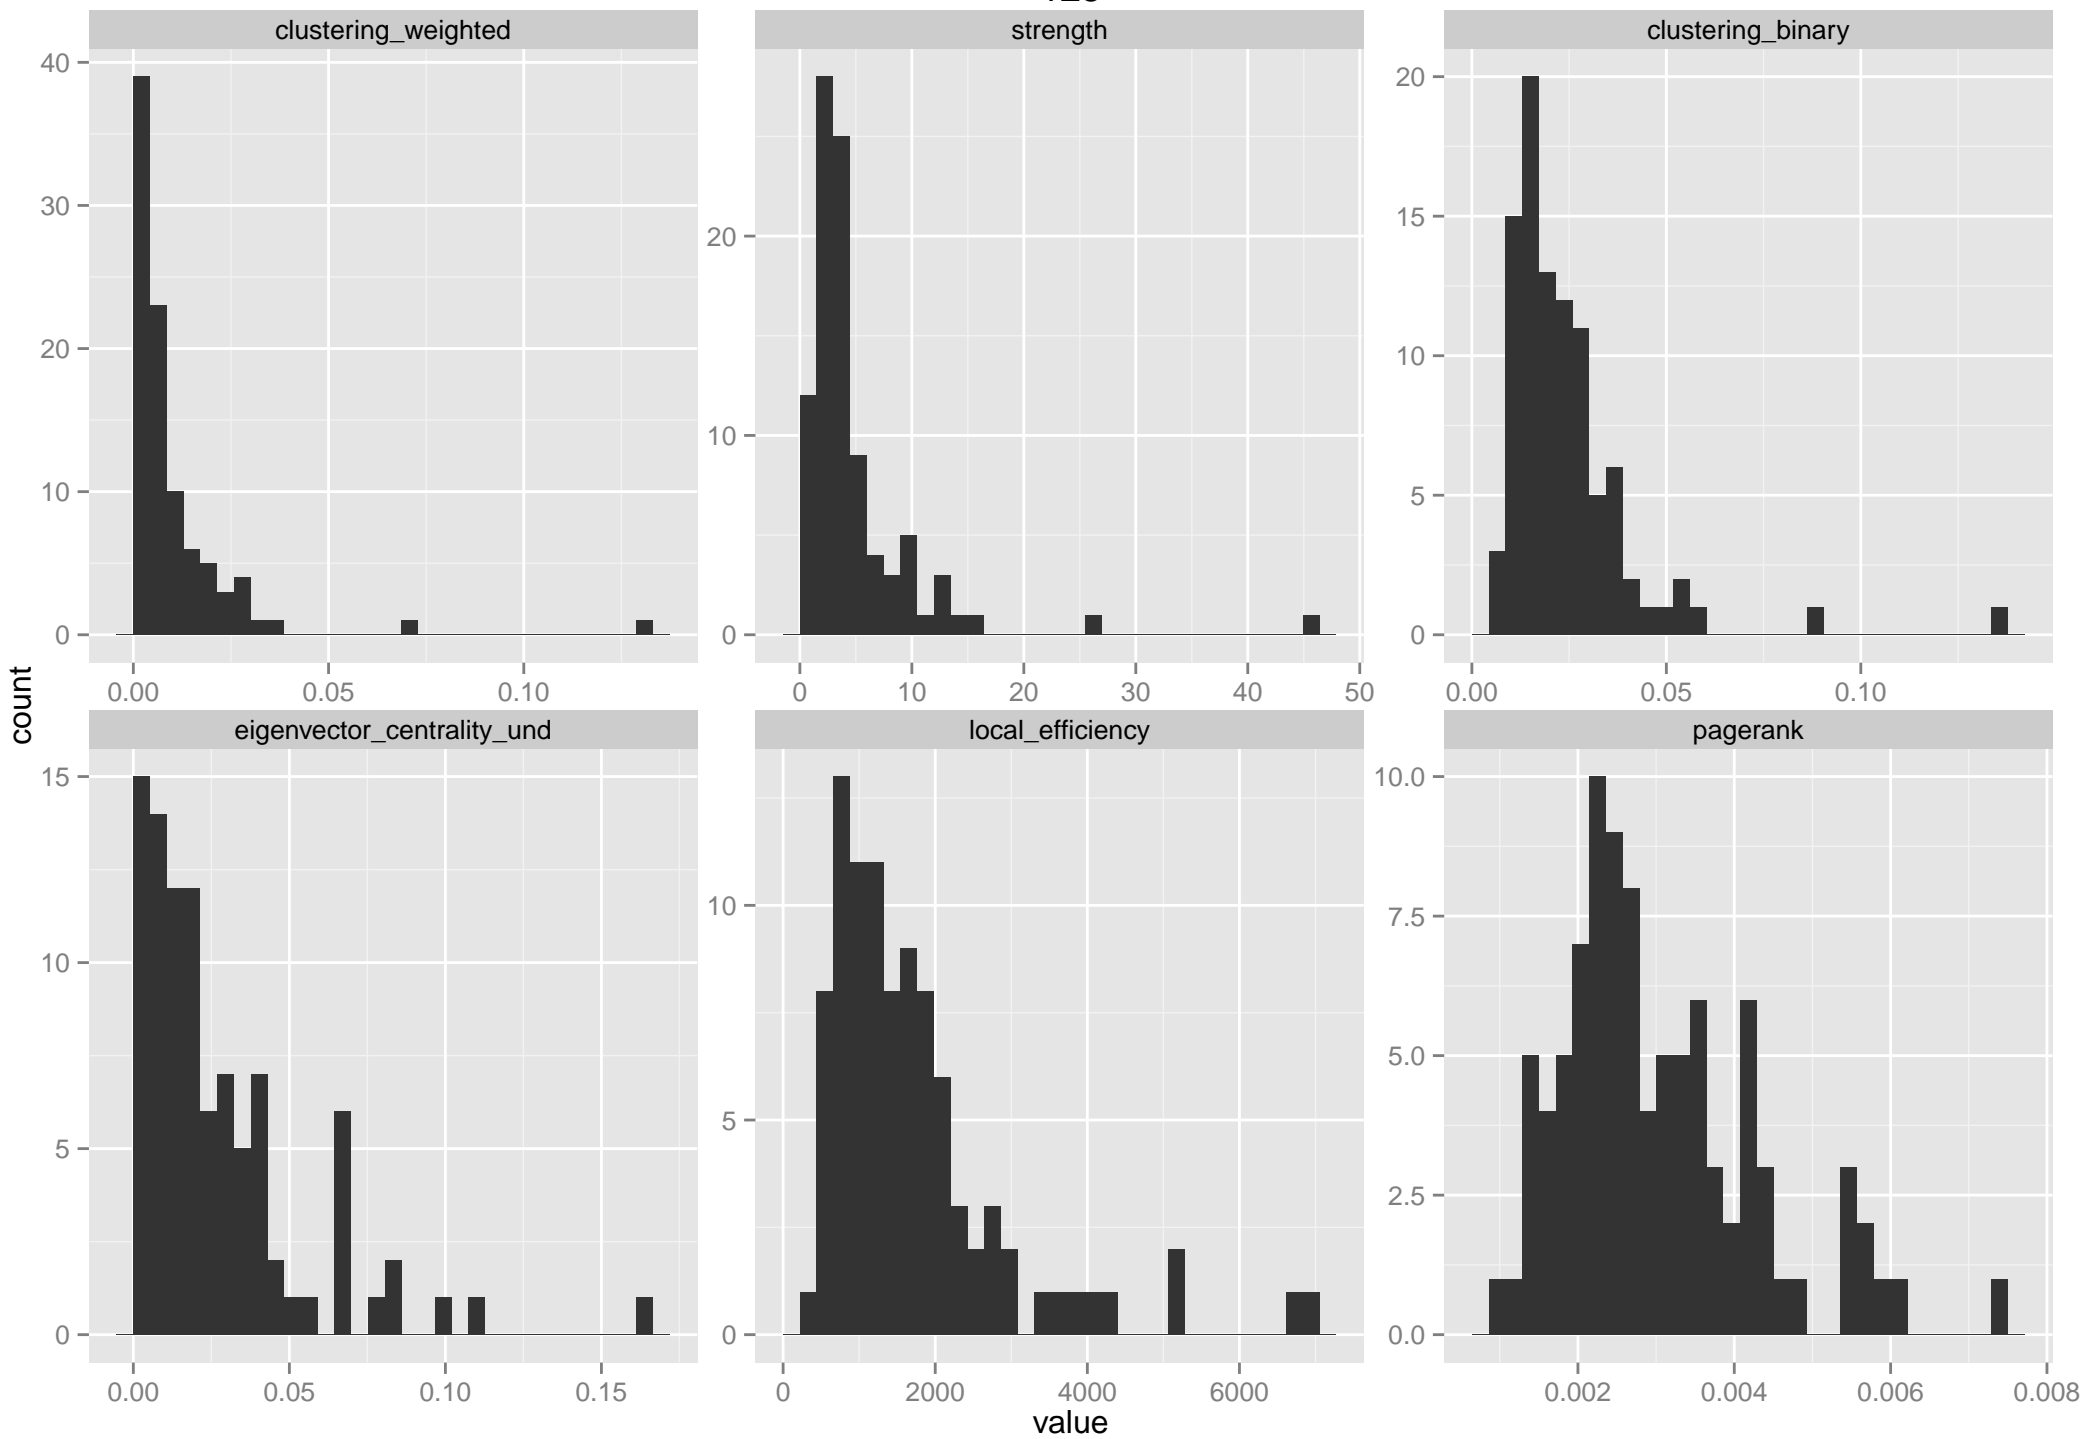 clustering_weighted
strength
clustering_binary
40
30
20
10
0
20
10
0
20
15
10
5
0
0.00 0.05 0.10
0 10 20 30 40 50
0.00 0.05 0.10
count
eigenvector_centrality_und
local_efficiency
pagerank
15
10
5
0
10
5
0
10.0
7.5
5.0
2.5
0.0
0.00 0.05 0.10 0.15
0 2000 4000 6000
0.002 0.004 0.006 0.008
value